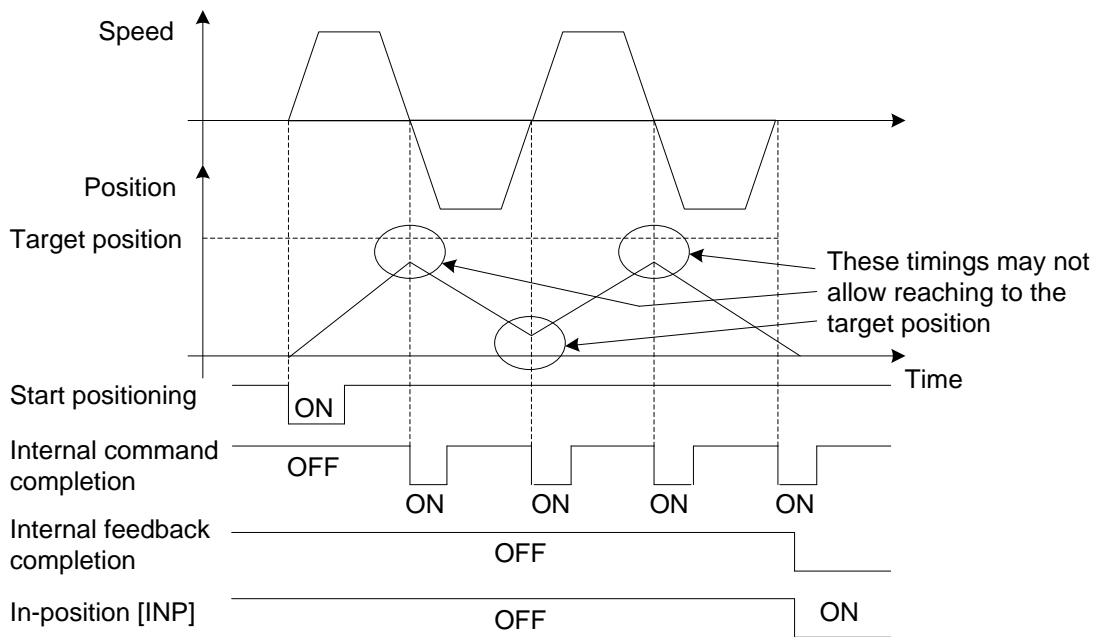 Speed
Position
Target position
These timings may not
allow reaching to the
target position
Time
Start positioning
ON
Internal command
completion
OFF
ON
ON
ON
ON
Internal feedback
completion
OFF
In-position [INP]
OFF
ON